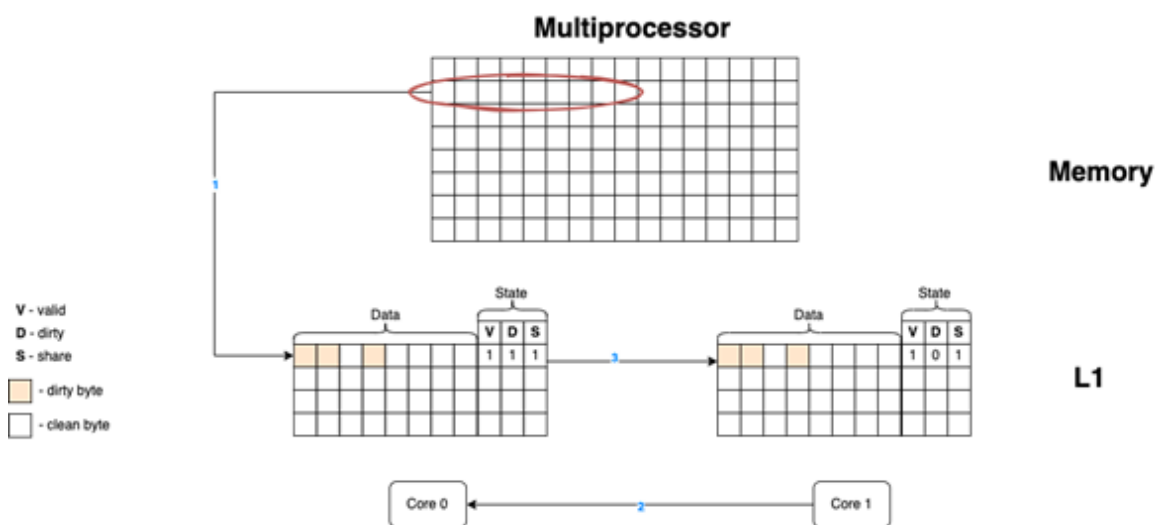 Multiprocessor
Memory
1
V - valid
D - dirty
S - share
- dirty byte
- clean byte
State
Data
V D S
1 1 1
3
State
Data
V D S
1 0 1
L1
Core 0
2
Core 1